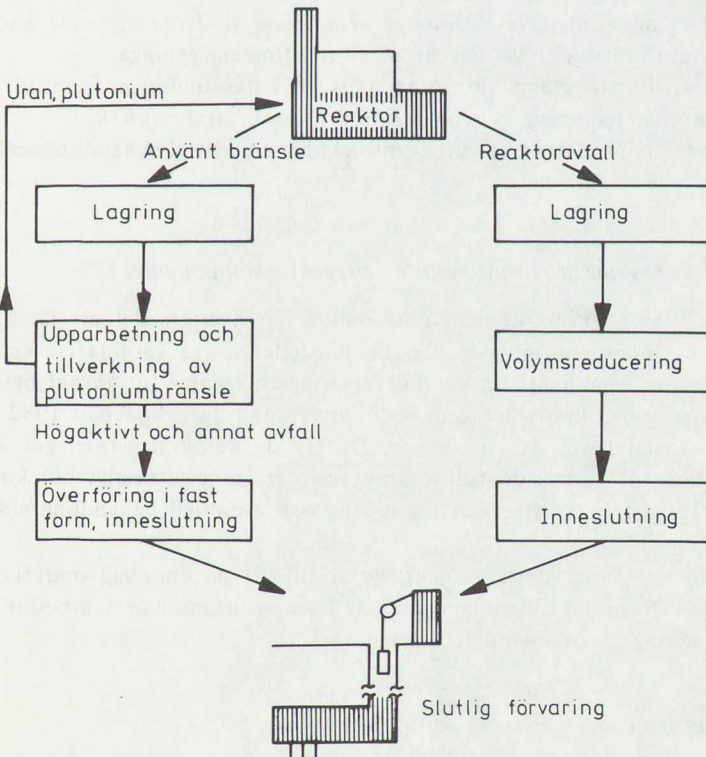 Uran, plutonium
Reaktor
Använt bränsle
Reaktoravfall
Lagring
Lagring
Upparbetning och
tillverkning av
plutoniumbränsle
Volymsreducering
Högaktivt och annat avfall
Överföring i fast
form, inneslutning
Inneslutning
Slutlig förvaring